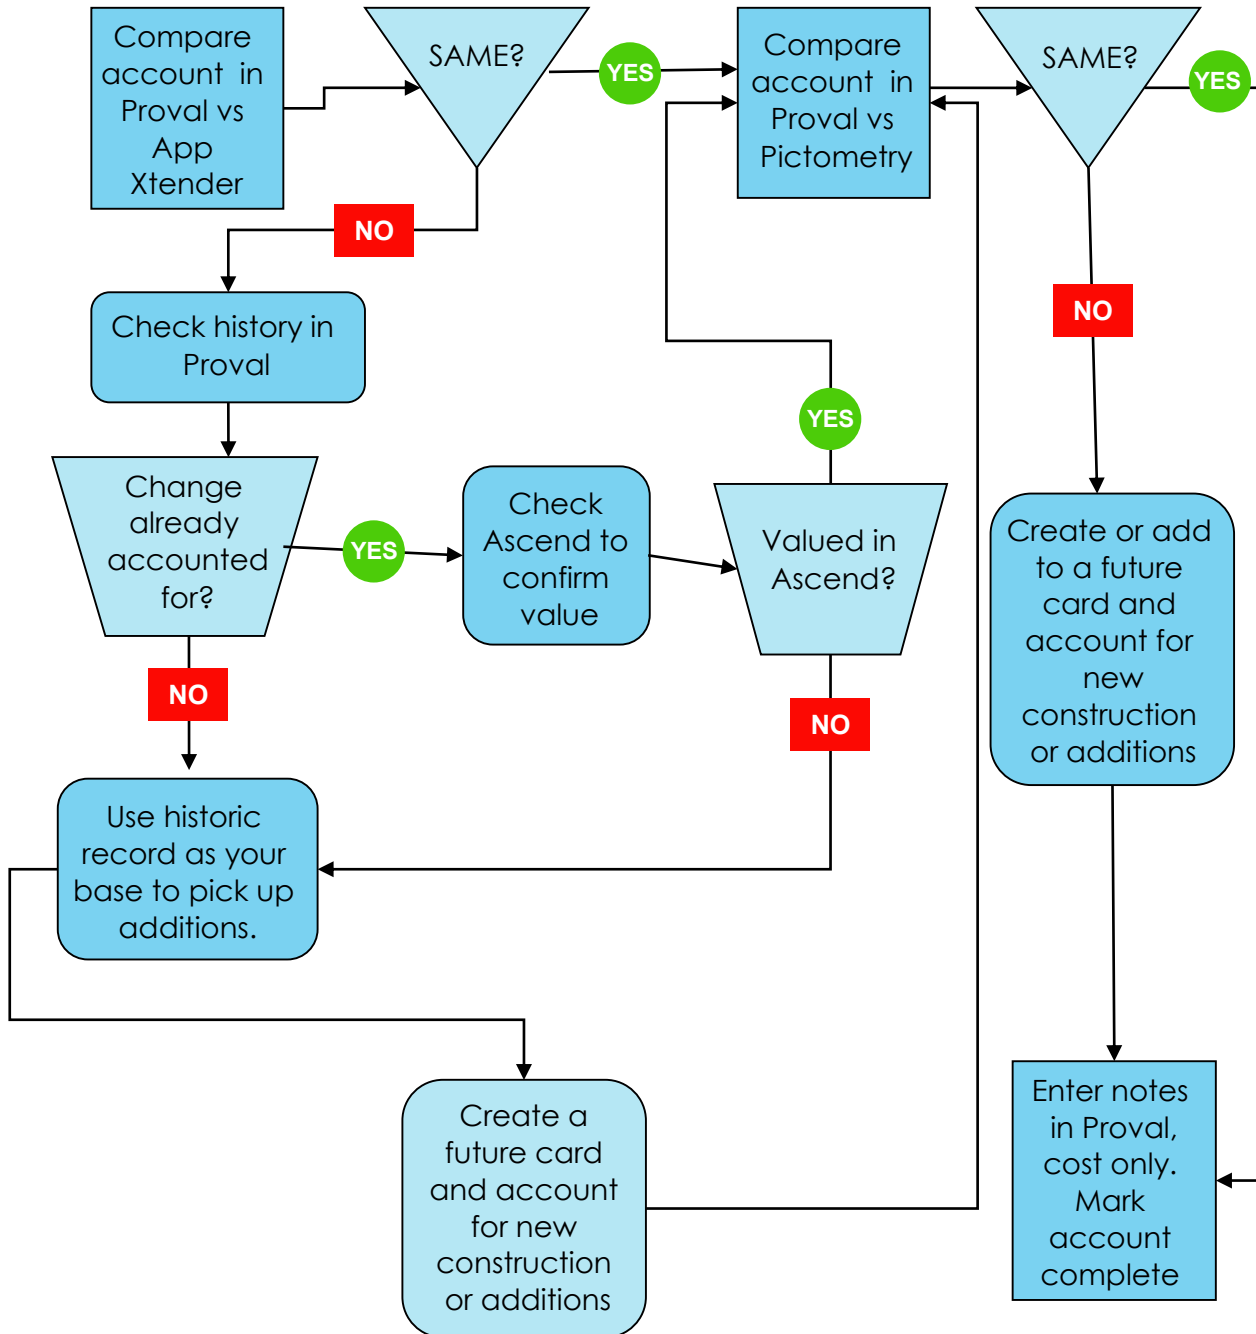 Compare
account in
Proval vs
App
Xtender
SAME?
YES
Compare
account in
Proval vs
Pictometry
SAME?
YES
NO
NO
Check history in
Proval
YES
Change
already
accounted
for?
YES
Check
Ascend to
confirm
value
Valued in
Ascend?
Create or add
to a future
card and
account for
new
construction
or additions
NO
NO
Use historic
record as your
base to pick up
additions.
Create a
future card
and account
for new
construction
or additions
Enter notes
in Proval,
cost only.
Mark
account
complete